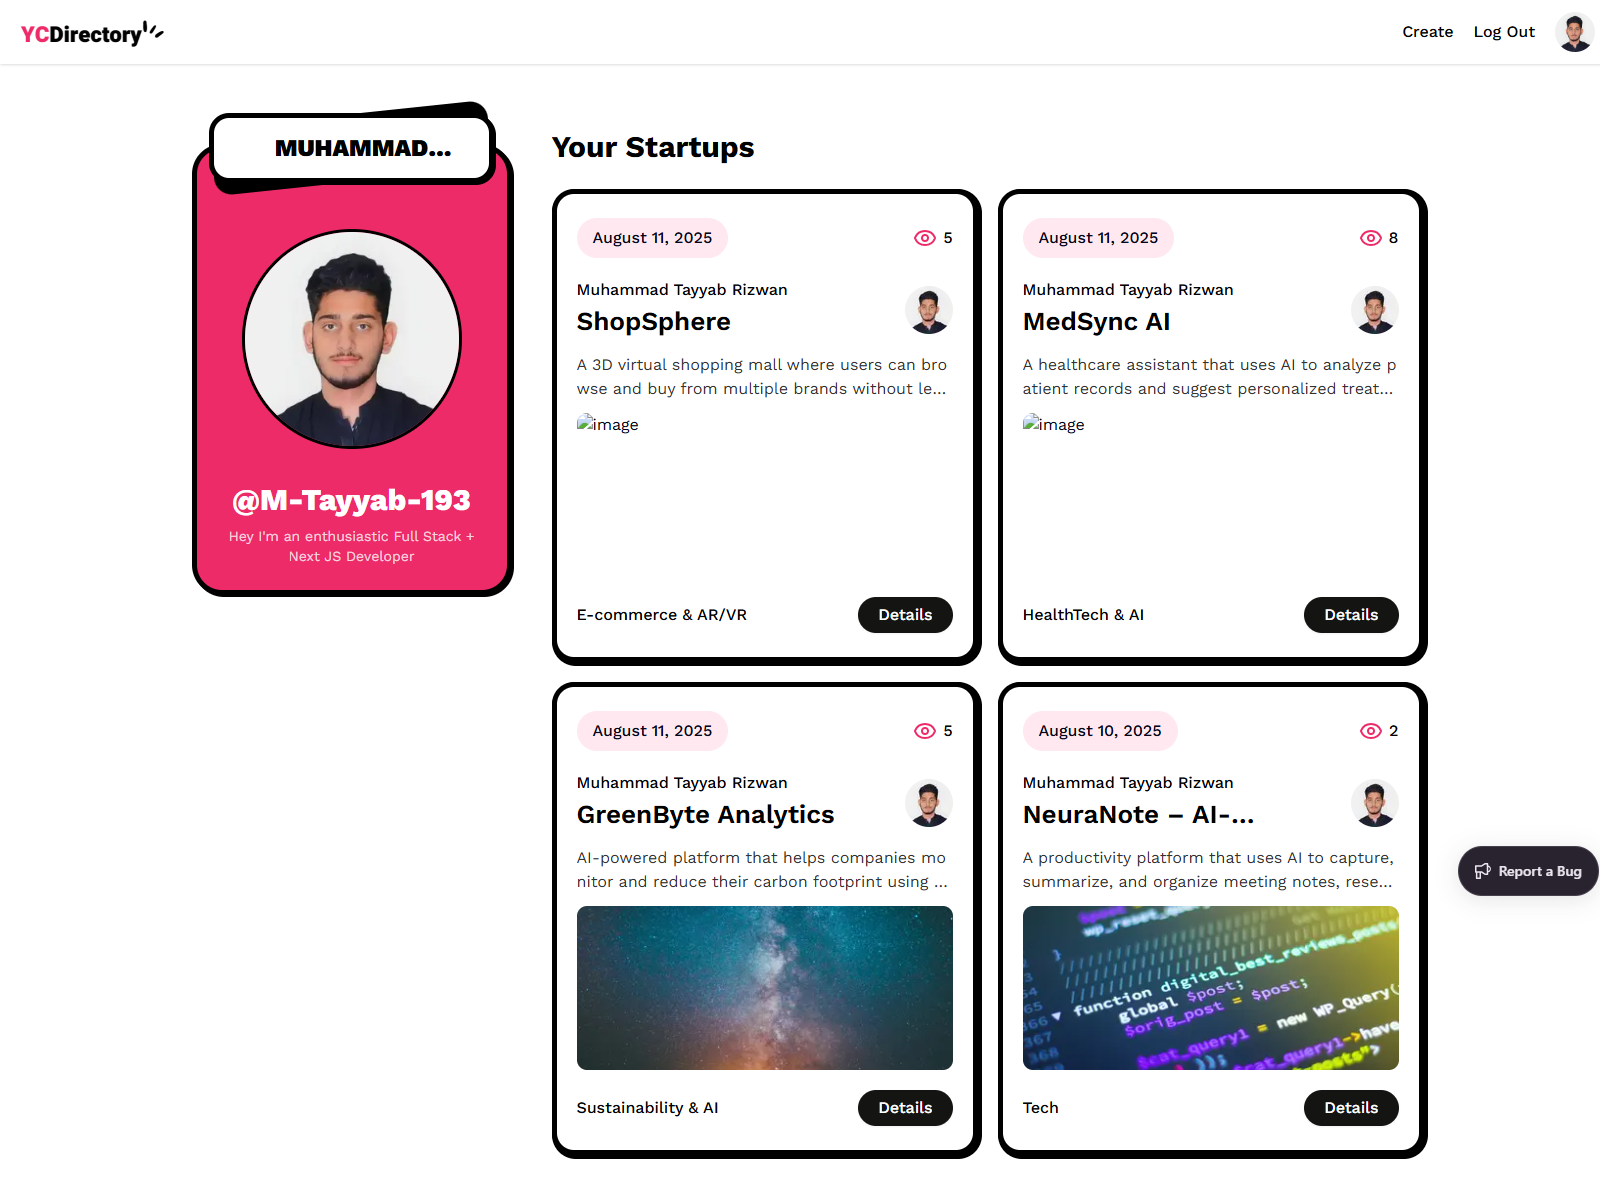 YCDirectory
Create Log Out
MUHAMMAD...
@M-Tayyab-193
Hey I'm an enthusiastic Full Stack +
Next JS Developer
Your Startups
August 11, 2025 5
Muhammad Tayyab Rizwan
ShopSphere
A 3D virtual shopping mall where users can bro
wse and buy from multiple brands without le...
image
E-commerce & AR/VR Details
August 11, 2025 8
Muhammad Tayyab Rizwan
MedSync AI
A healthcare assistant that uses AI to analyze p
atient records and suggest personalized treat...
image
HealthTech & AI Details
August 11, 2025 5
Muhammad Tayyab Rizwan
GreenByte Analytics
AI-powered platform that helps companies mo
nitor and reduce their carbon footprint using ...
Sustainability & AI Details
August 10, 2025 2
Muhammad Tayyab Rizwan
NeuraNote – AI-...
A productivity platform that uses AI to capture,
summarize, and organize meeting notes, rese...
function digital_best_reviews_posts
global $post;
$orig_post = $post;
$cat_query1 = new WP_Query(
$cat_query1->have
Tech Details
Report a Bug